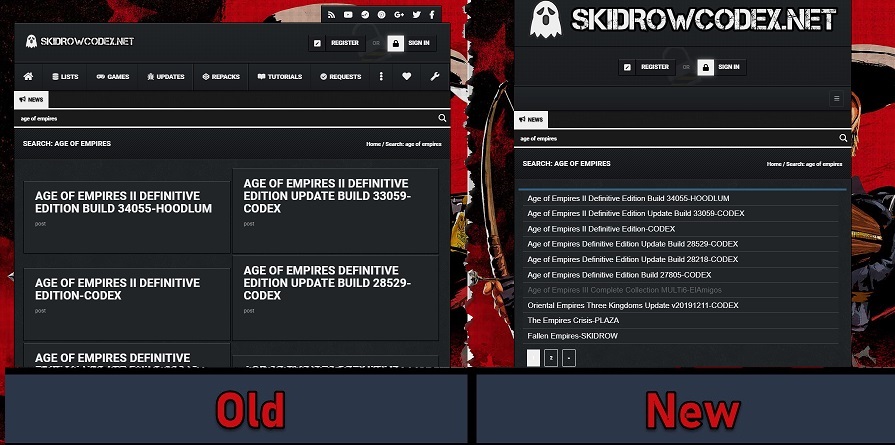 SKIDROWCODEX.NET
REGISTER OR SIGN IN
LISTS GAMES UPDATES REPACKS TUTORIALS REQUESTS
NEWS
age of empires
SEARCH: AGE OF EMPIRES Home / Search: age of empires
AGE OF EMPIRES II DEFINITIVE
EDITION BUILD 34055-HOODLUM
post
AGE OF EMPIRES II DEFINITIVE
EDITION UPDATE BUILD 33059-
CODEX
post
AGE OF EMPIRES II DEFINITIVE
EDITION-CODEX
post
AGE OF EMPIRES DEFINITIVE
EDITION UPDATE BUILD 28529-
CODEX
post
AGE OF EMPIRES DEFINITIVE
Old
SKIDROWCODEX.NET
REGISTER OR SIGN IN
NEWS
age of empires
SEARCH: AGE OF EMPIRES Home / Search: age of empires
Age of Empires II Definitive Edition Build 34055-HOODLUM
Age of Empires II Definitive Edition Update Build 33059-CODEX
Age of Empires II Definitive Edition-CODEX
Age of Empires Definitive Edition Update Build 28529-CODEX
Age of Empires Definitive Edition Update Build 28218-CODEX
Age of Empires Definitive Edition Build 27805-CODEX
Age of Empires III Complete Collection MULTi6-ElAmigos
Oriental Empires Three Kingdoms Update v20191211-CODEX
The Empires Crisis-PLAZA
Fallen Empires-SKIDROW
2 »
New